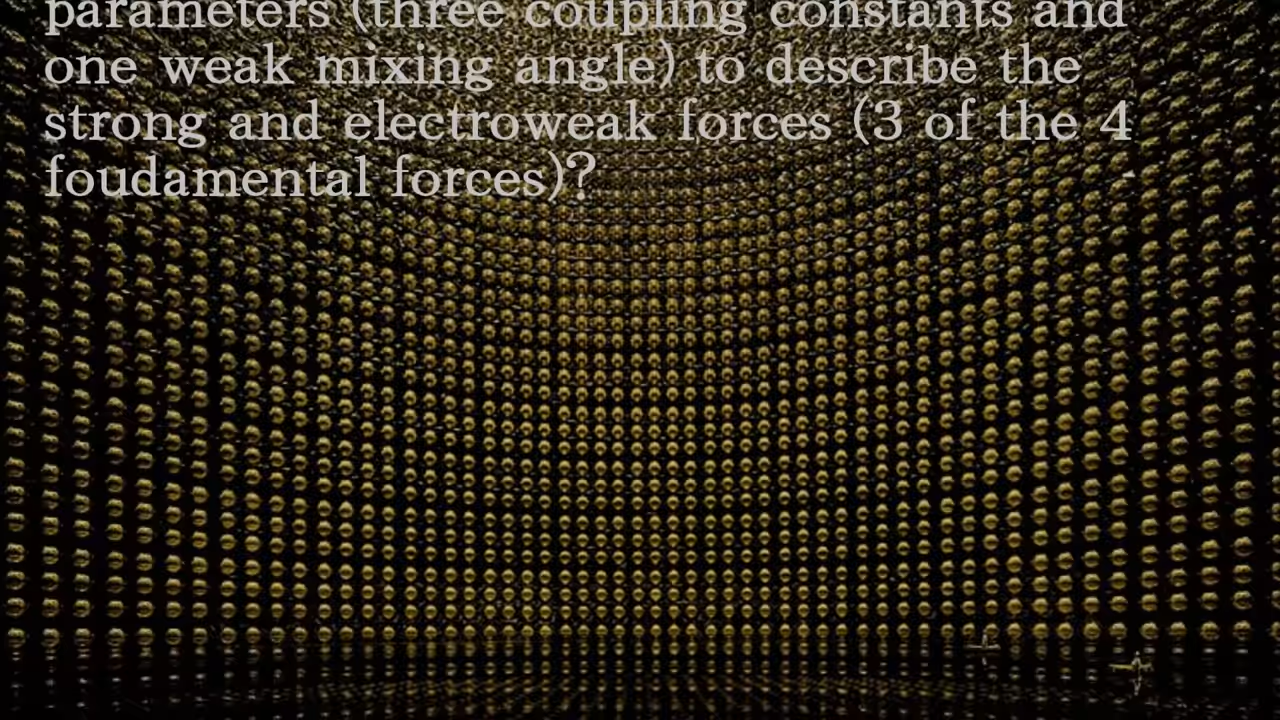 parameters (three coupling constants and
one weak mixing angle) to describe the
strong and electroweak forces (3 of the 4
foudamental forces)?